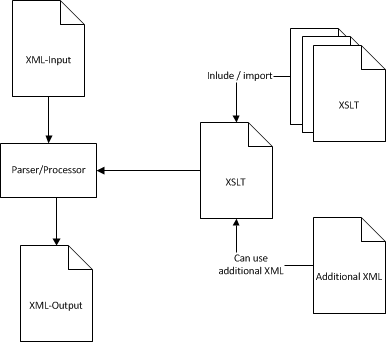 XML-Input
Inlude / import
XSLT
Parser/Processor
XSLT
Can use
additional XML
Additional XML
XML-Output